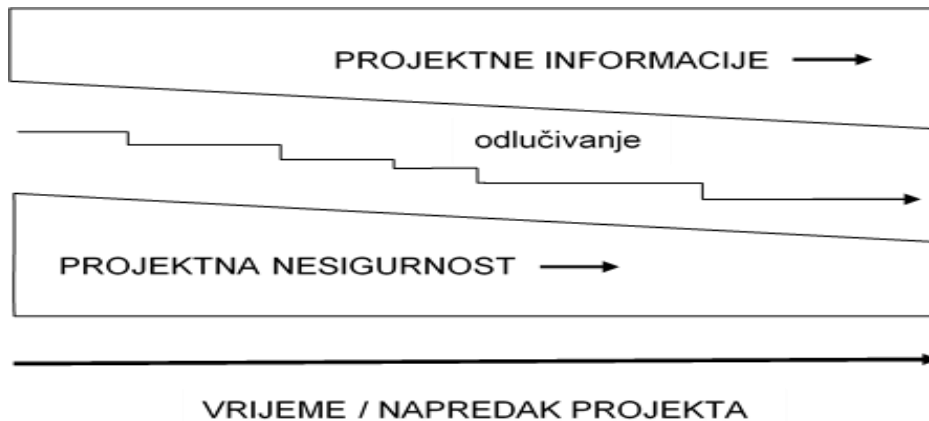 PROJEKTNE INFORMACIJE
odlučivanje
PROJEKTNA NESIGURNOST
VRIJEME / NAPREDAK PROJEKTA